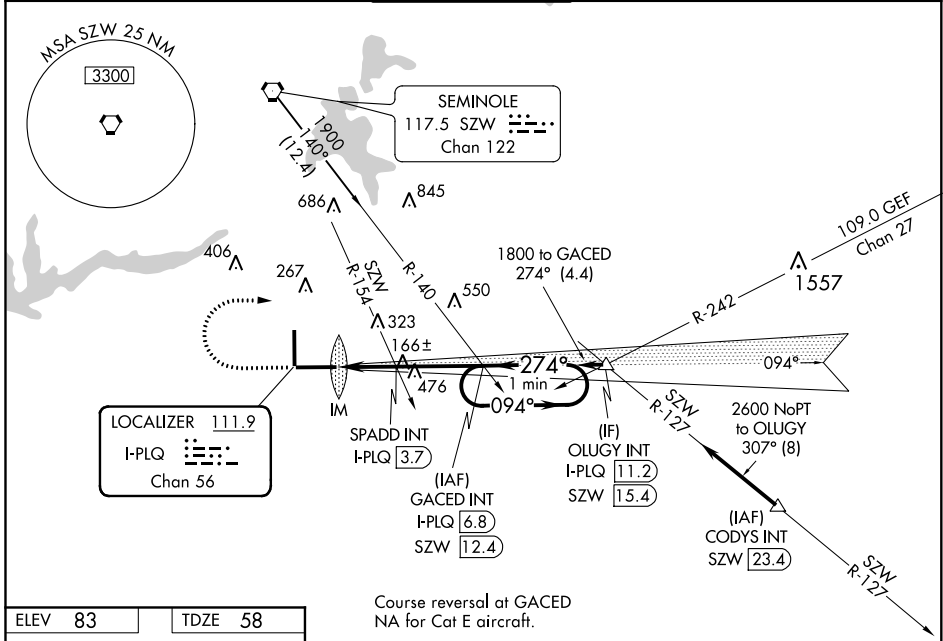 MSA SZW 25 NM
3300
SEMINOLE
117.5 SZW
Chan 122
1900
140°
(12.4)
845
686
109.0 GEF
Chan 27
406
267
SZW
R-154
R-140
1800 to GACED
274° (4.4)
1557
550
R-242
323
166±
476
274°
1 min
094°
094°
IM
LOCALIZER 111.9
I-PLQ
Chan 56
SPADD INT
I-PLQ 3.7
(IAF)
GACED INT
I-PLQ 6.8
SZW 12.4
(IF)
OLUGY INT
I-PLQ 11.2
SZW 15.4
SZW
R-127
2600 NoPT
to OLUGY
307° (8)
(IAF)
CODYS INT
SZW 23.4
SZW
R-127
Course reversal at GACED
NA for Cat E aircraft.
ELEV 83
TDZE 58